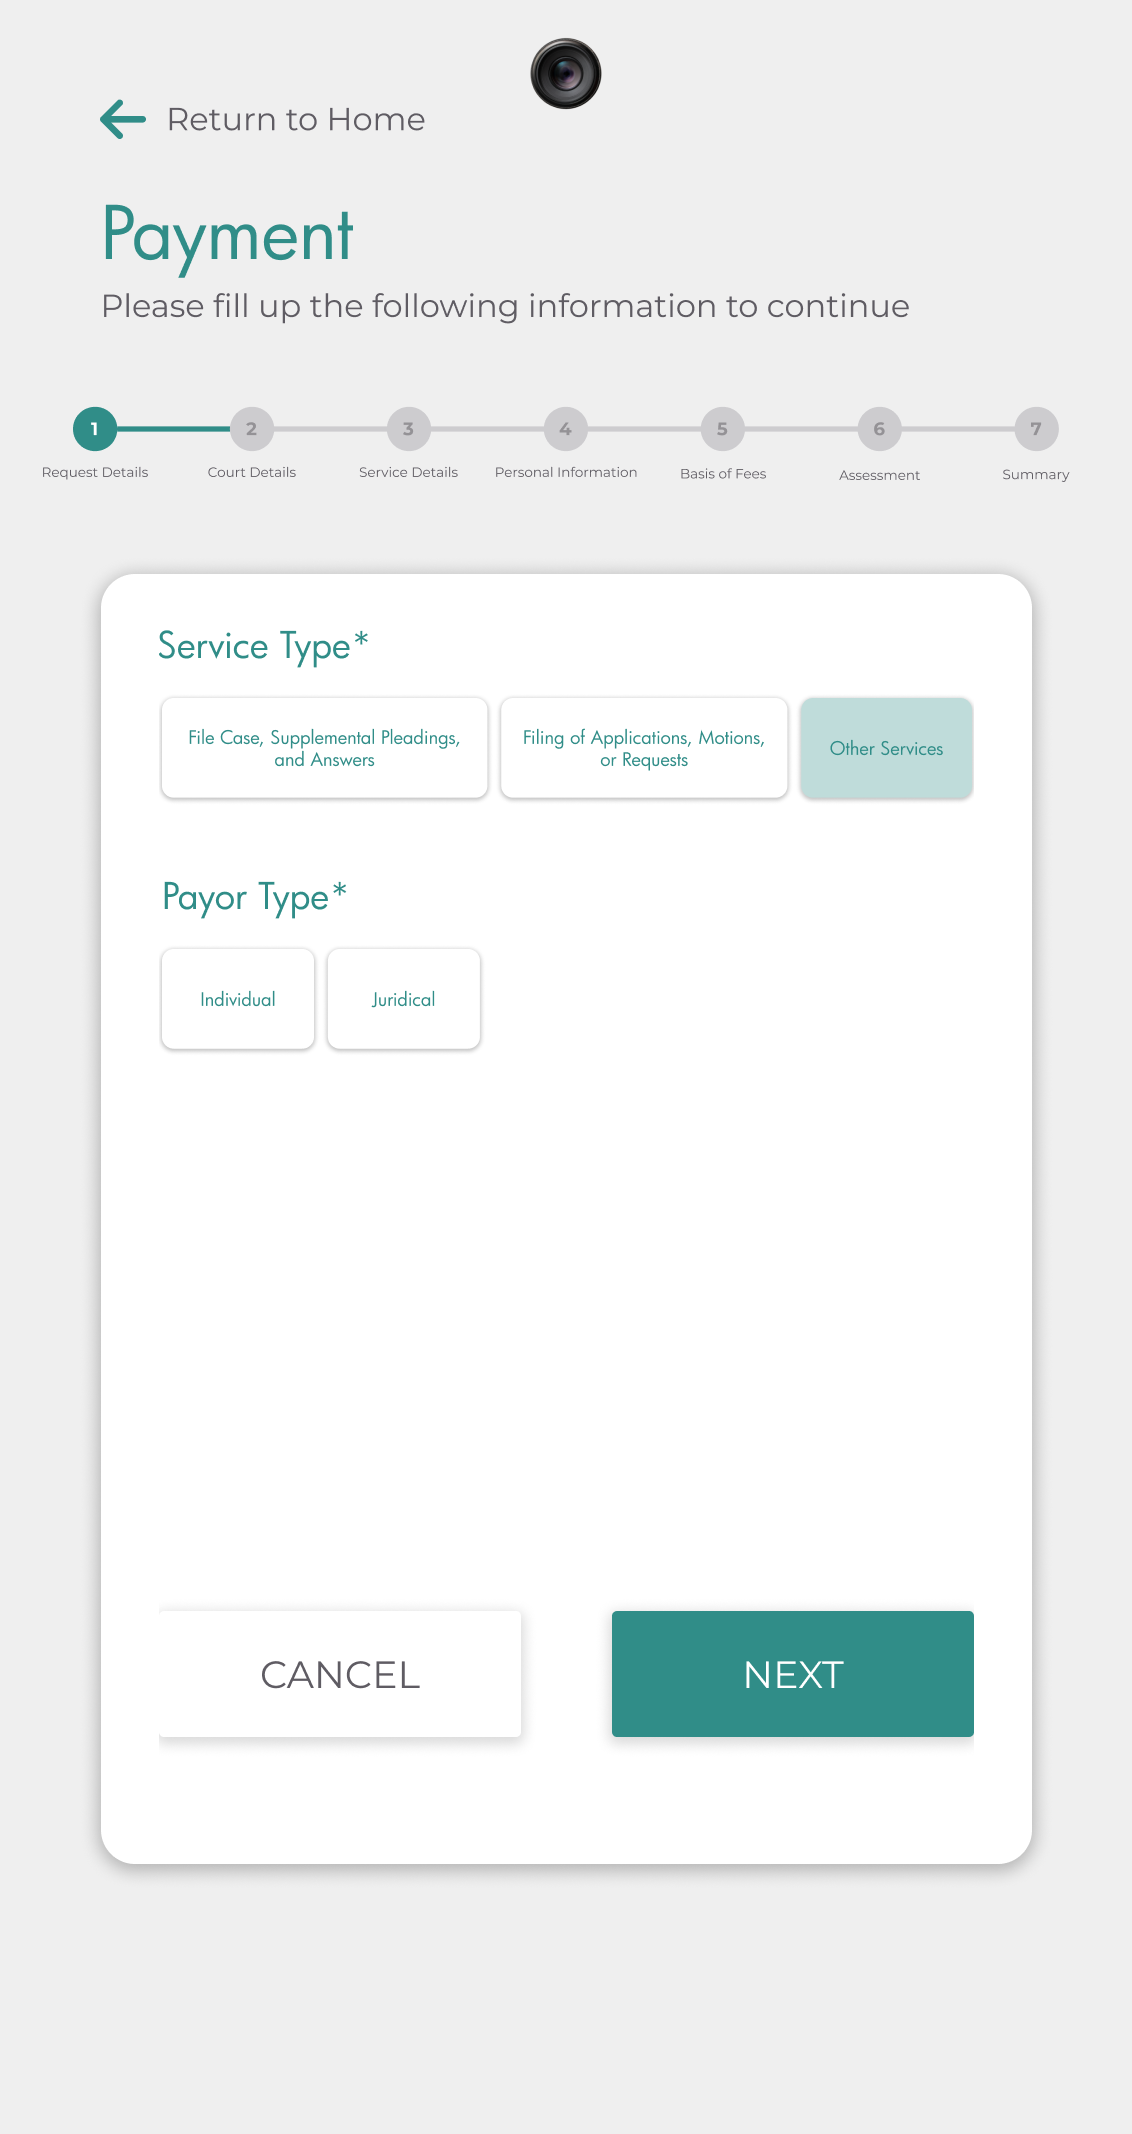 Return to Home
Payment
Please fill up the following information to continue
1 2 3 4 5 6 7
Request Details Court Details Service Details Personal Information Basis of Fees Assessment Summary
Service Type*
File Case, Supplemental Pleadings,
and Answers
Filing of Applications, Motions,
or Requests
Other Services
Payor Type*
Individual
Juridical
CANCEL
NEXT